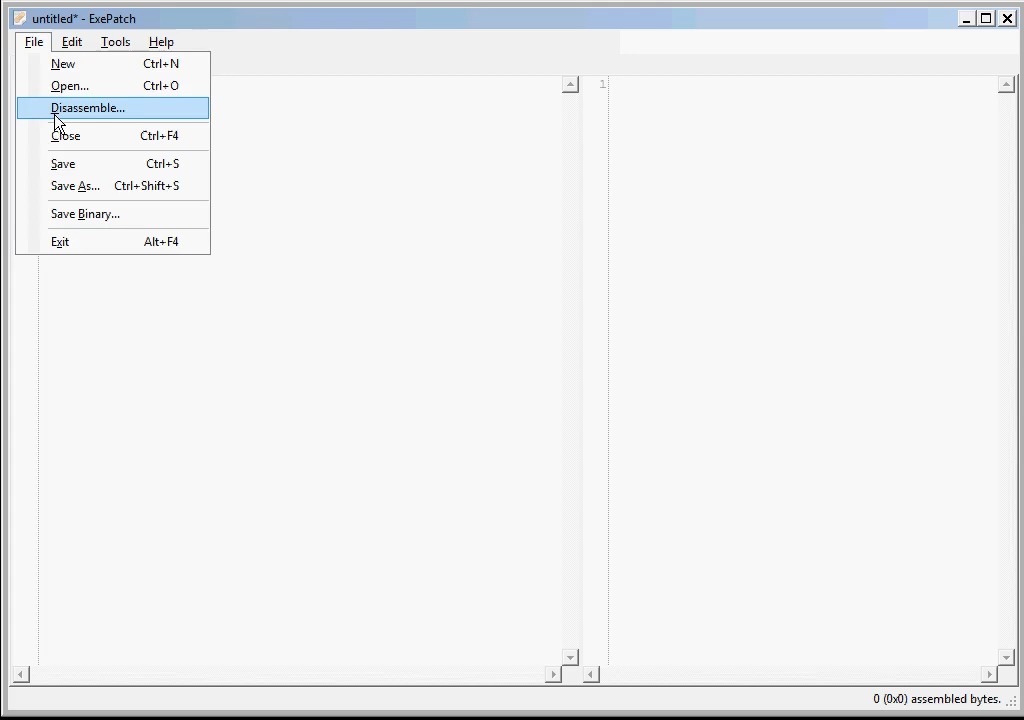 untitled* - ExePatch
File Edit Tools Help
New Ctrl+N
Open... Ctrl+O
Disassemble...
Close Ctrl+F4
Save Ctrl+S
Save As... Ctrl+Shift+S
Save Binary...
Exit Alt+F4
1
0 (0x0) assembled bytes.